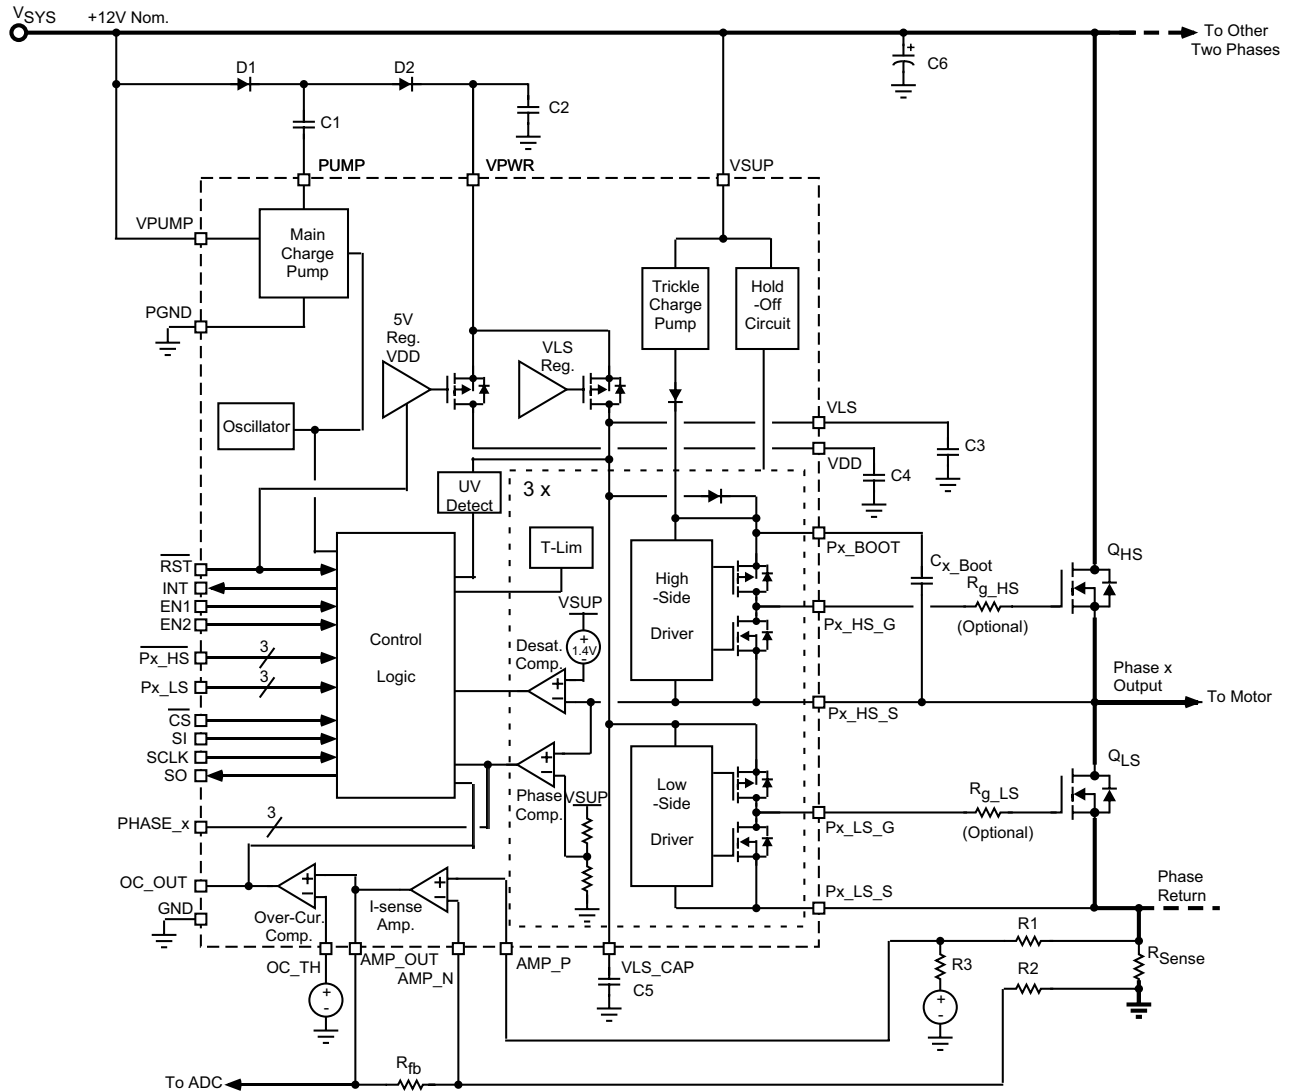 VSYS +12V Nom.
To Other
Two Phases
D1
D2
C6
C1
C2
PUMP
VPWR
VSUP
VPUMP
Main
Charge
Pump
Trickle
Charge
Pump
Hold
-Off
Circuit
PGND
5V
Reg.
VDD
VLS
Reg.
Oscillator
VLS
C3
VDD
C4
UV
Detect
3 x
T-Lim
Px_BOOT
Cx_Boot
QHS
RST
INT
EN1
EN2
Px_HS
3
Px_LS
3
CS
SI
SCLK
SO
Control
Logic
VSUP
+
1.4V
-
Desat.
Comp.
+
-
High
-Side
Driver
Rg_HS
Px_HS_G
(Optional)
Phase x
Output
To Motor
Px_HS_S
+
-
Phase
Comp.
VSUP
Low
-Side
Driver
QLS
Rg_LS
Px_LS_G
(Optional)
PHASE_x
3
OC_OUT
+
-
Over-Cur.
Comp.
+
-
I-sense
Amp.
Px_LS_S
Phase
Return
GND
R1
RSense
OC_TH
AMP_OUT
AMP_N
AMP_P
VLS_CAP
C5
R3
R2
+
-
+
-
Rfb
To ADC